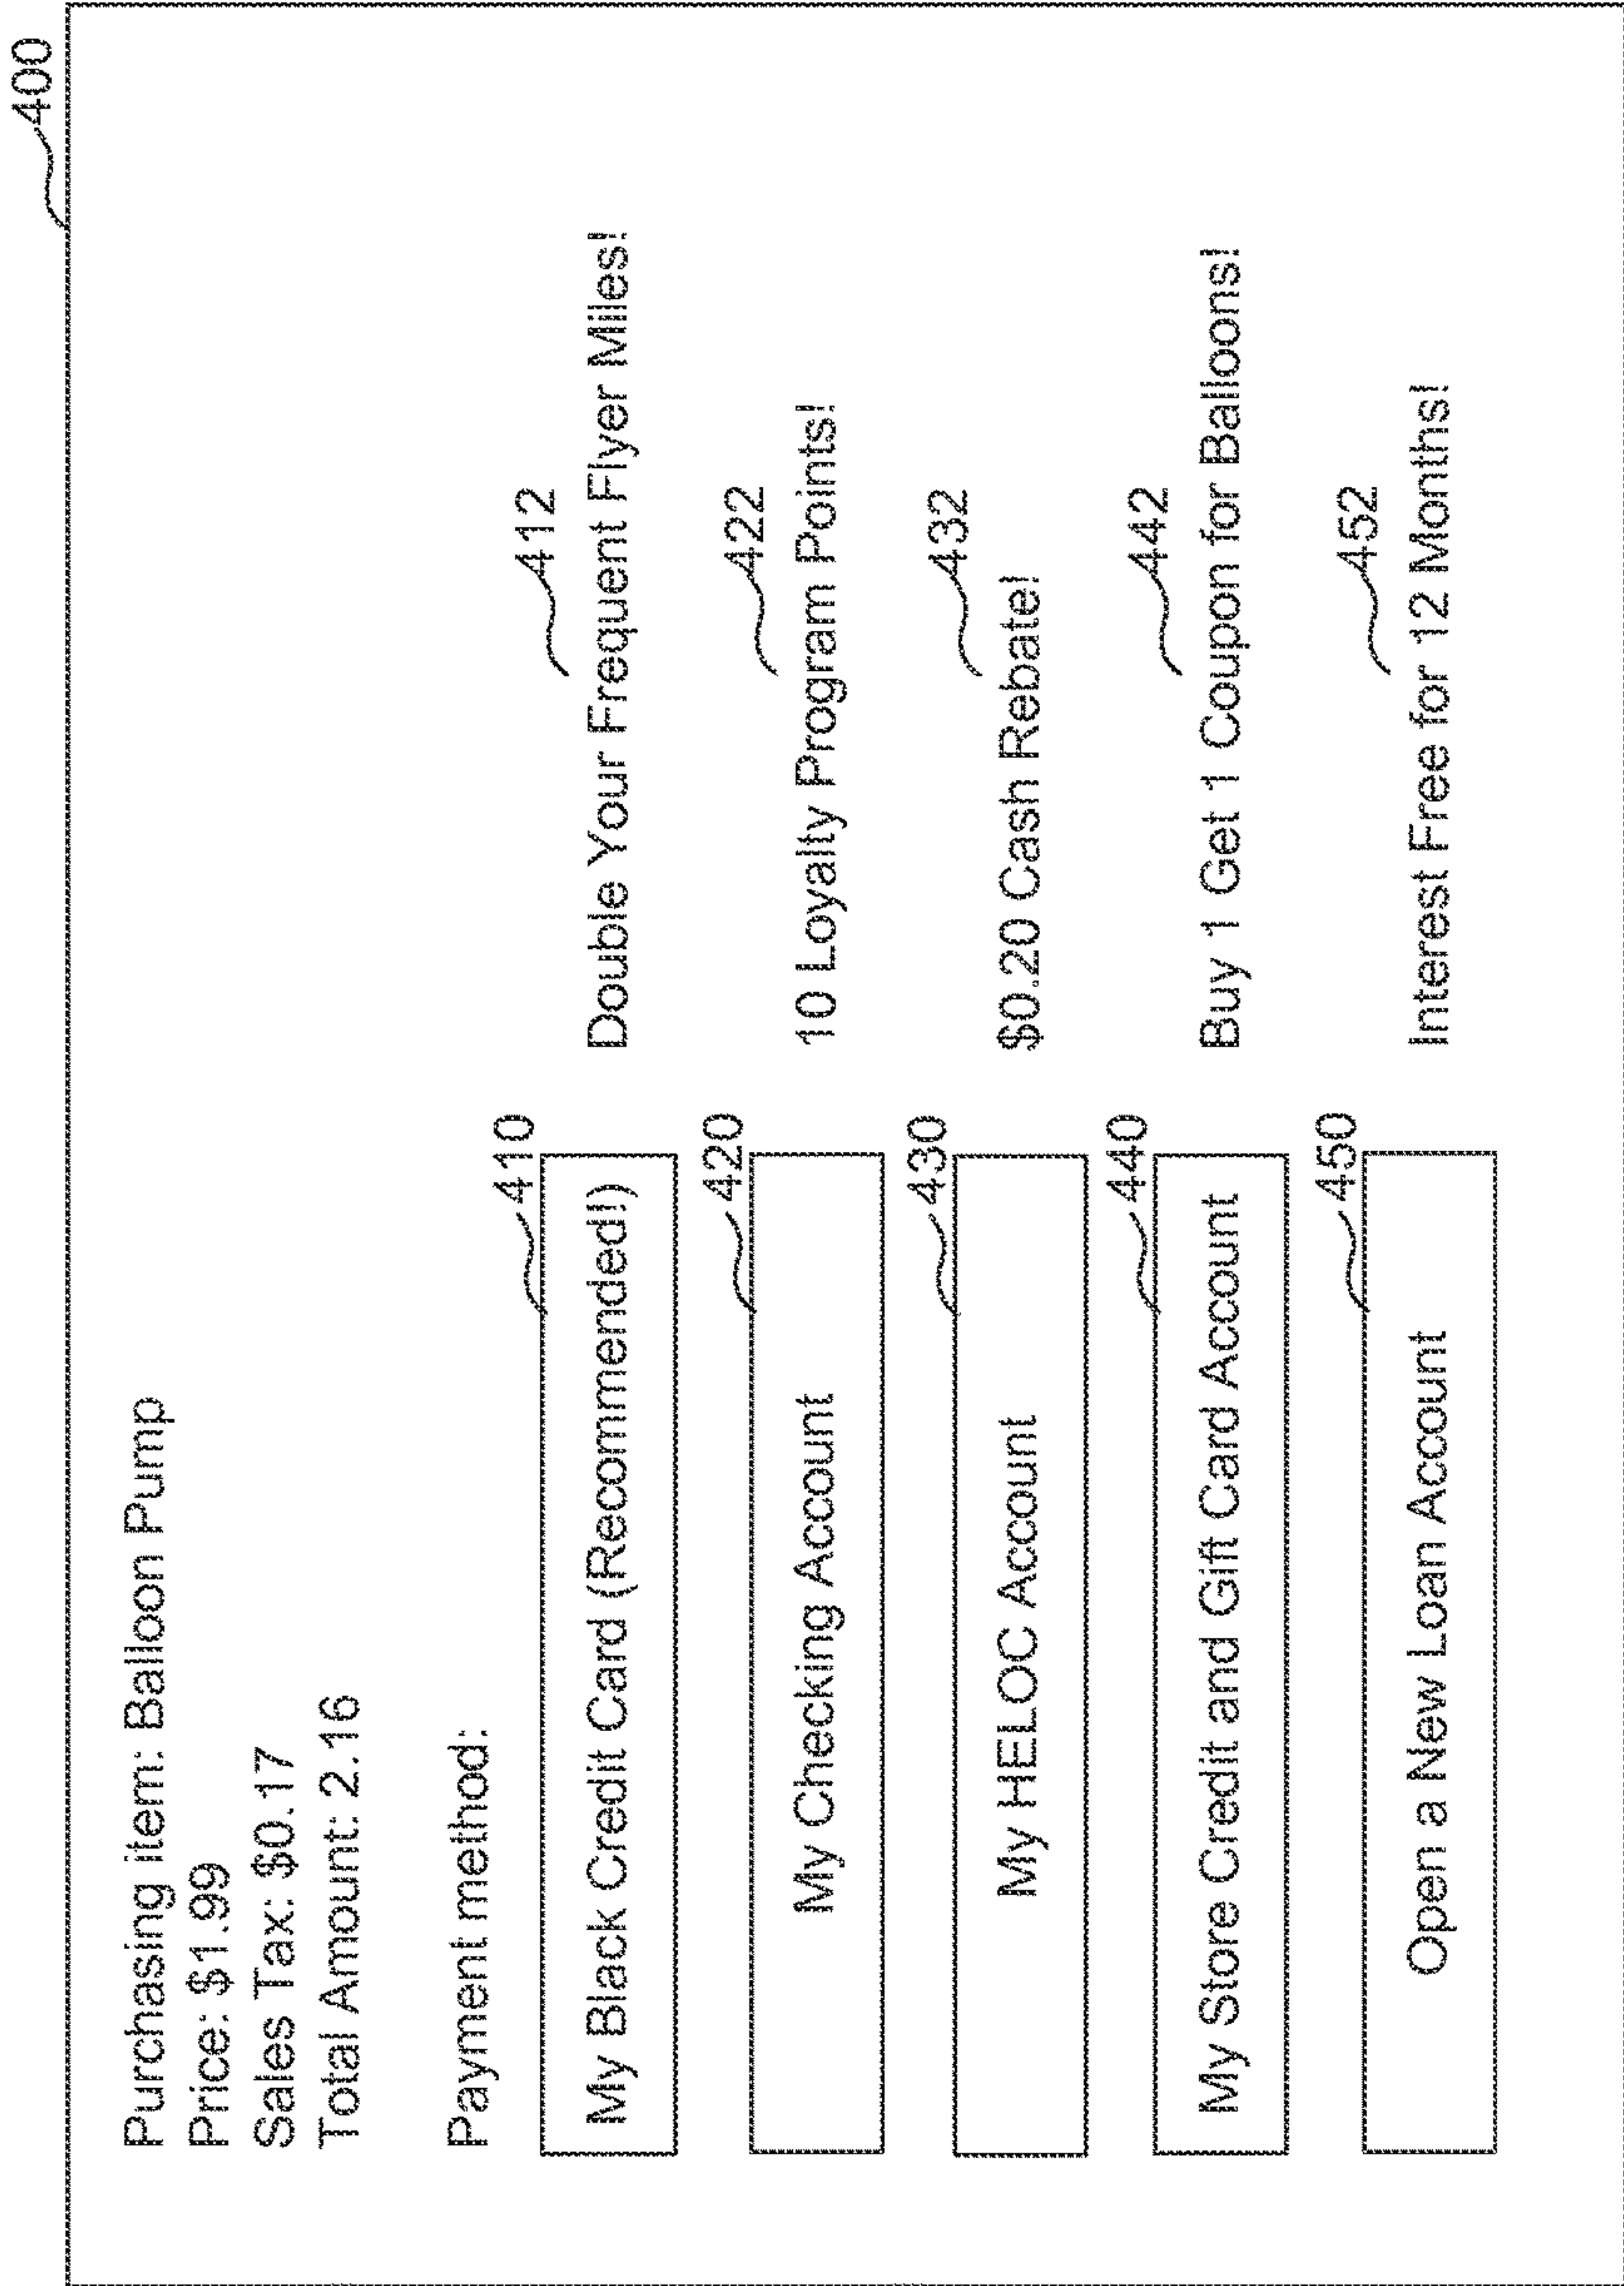 400
Purchasing item: Balloon Pump
Price: $1.99
Sales Tax: $0.17
Total Amount: 2.16
Payment method:
410
412
My Black Credit Card (Recommended!)
Double Your Frequent Flyer Miles!
420
422
My Checking Account
10 Loyalty Program Points!
430
432
My HELOC Account
$0.20 Cash Rebate!
440
442
My Store Credit and Gift Card Account
Buy 1 Get 1 Coupon for Balloons!
450
452
Open a New Loan Account
Interest Free for 12 Months!